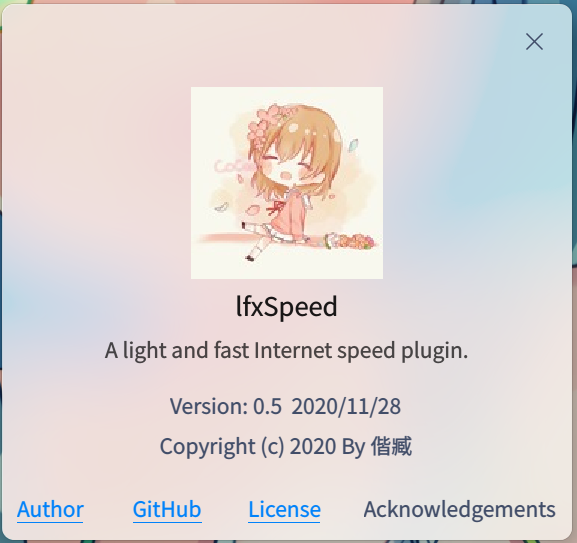 lfxSpeed
A light and fast Internet speed plugin.
Version: 0.5 2020/11/28
Copyright (c) 2020 By 偕臧
Author GitHub License Acknowledgements